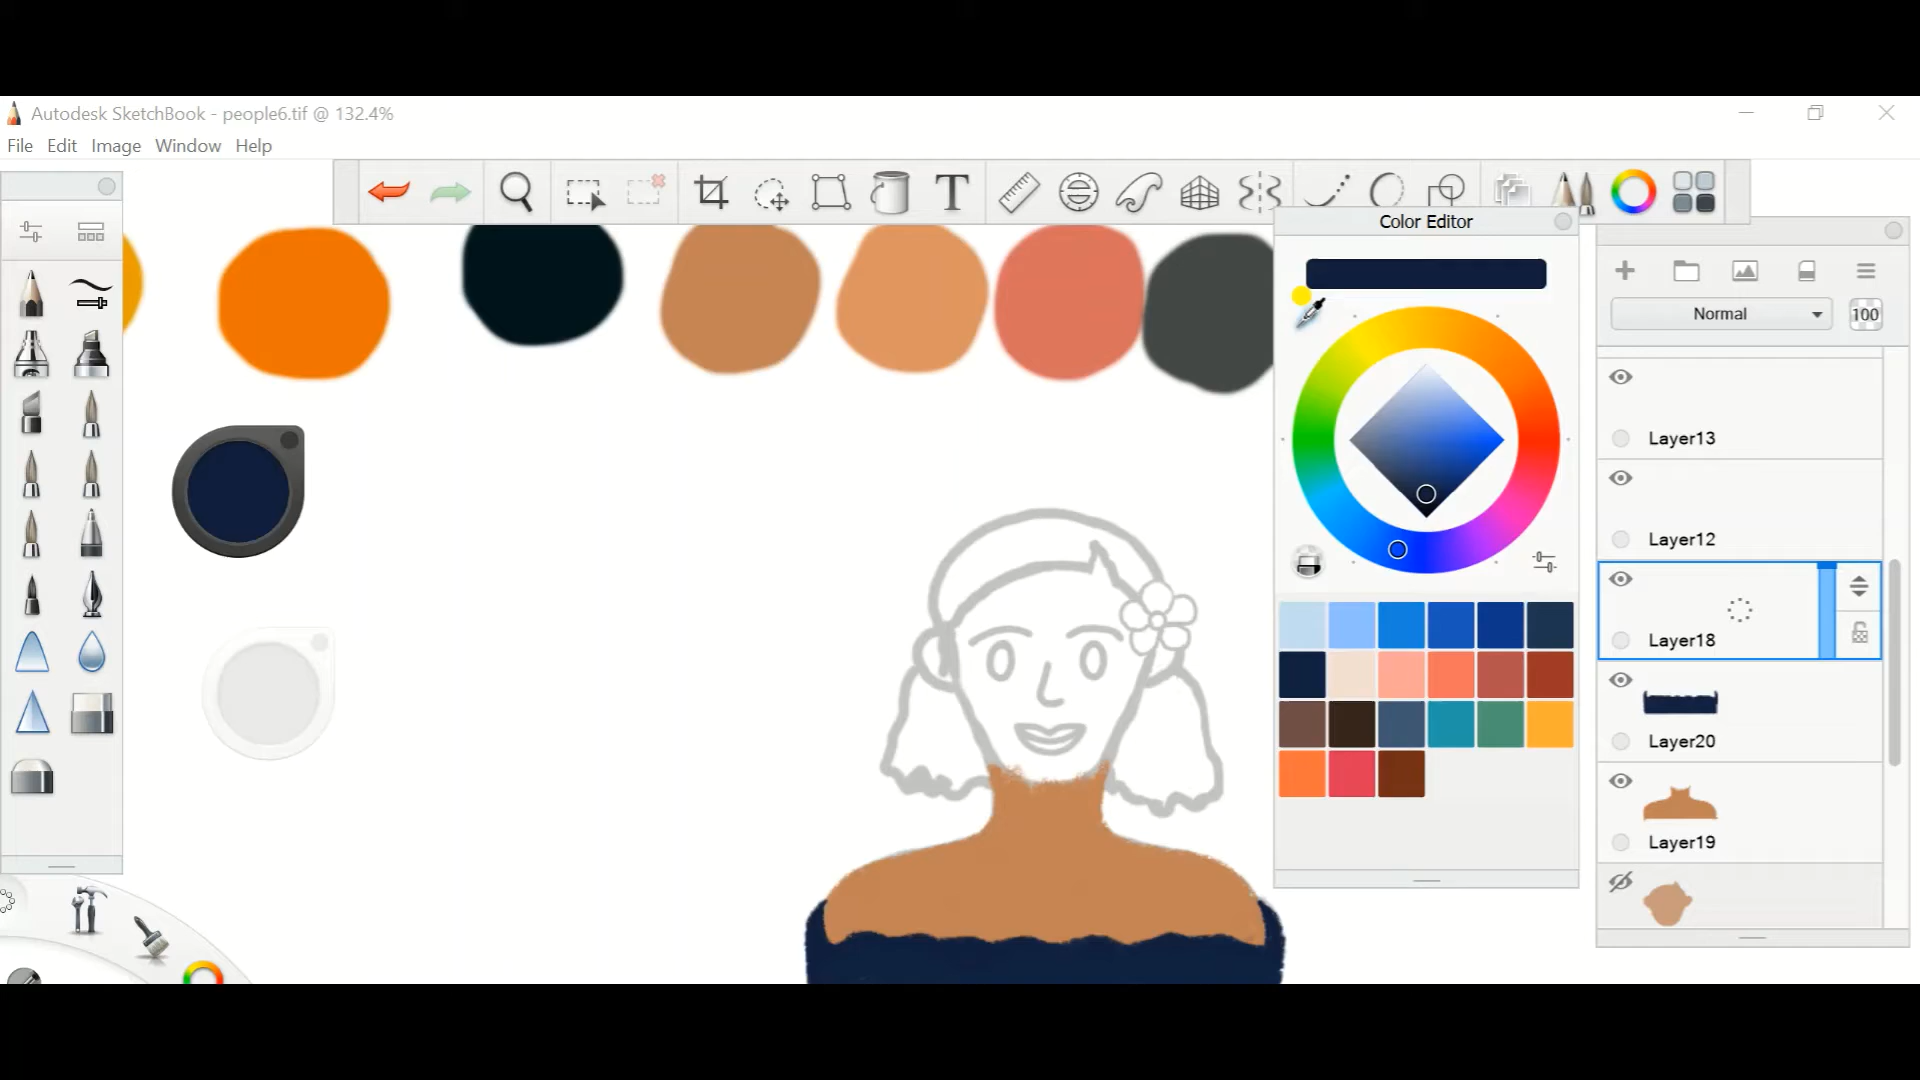 Autodesk SketchBook - people6.tif @ 132.4%
File Edit Image Window Help
T
Color Editor
Normal 100
Layer13
Layer12
Layer18
Layer20
Layer19